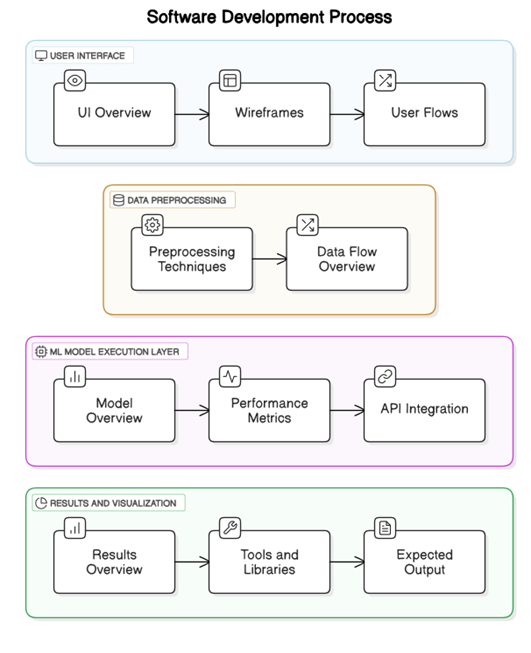 Software Development Process
USER INTERFACE
UI Overview
Wireframes
User Flows
DATA PREPROCESSING
Preprocessing
Techniques
Data Flow
Overview
ML MODEL EXECUTION LAYER
Model
Overview
Performance
Metrics
API Integration
RESULTS AND VISUALIZATION
Results
Overview
Tools and
Libraries
Expected
Output